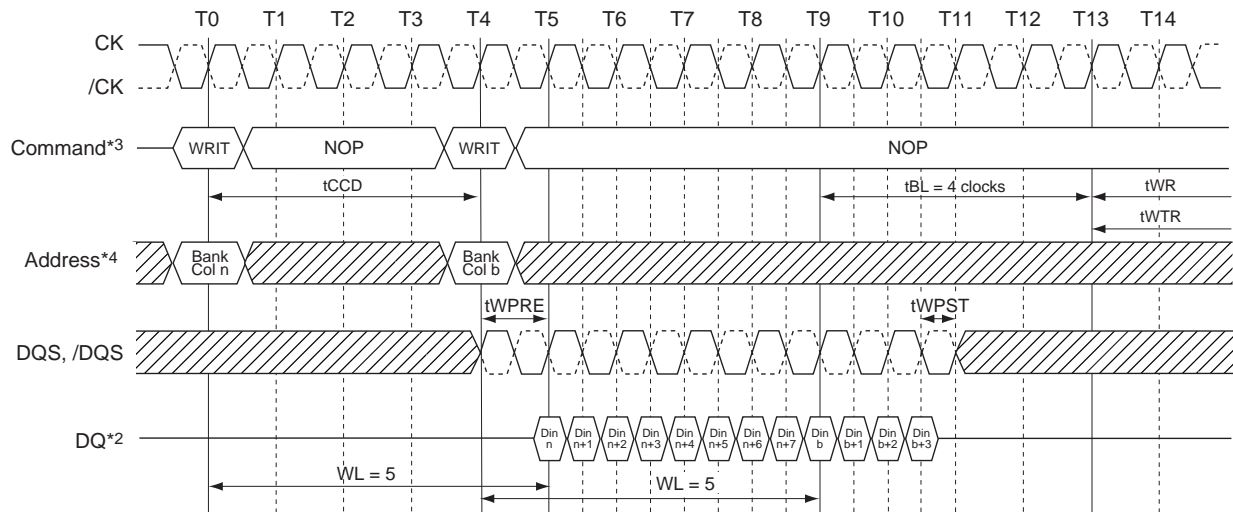 T0 T1 T2 T3 T4 T5 T6 T7 T8 T9 T10 T11 T12 T13 T14
CK
/CK
Command*3 WRIT NOP WRIT NOP
tCCD tBL = 4 clocks tWR
tWTR
Address*4 Bank Col n Bank Col b
tWPRE tWPST
DQS, /DQS
DQ*2 Din n Din n+1 Din n+2 Din n+3 Din n+4 Din n+5 Din n+6 Din n+7 Din b Din b+1 Din b+2 Din b+3
WL = 5 WL = 5